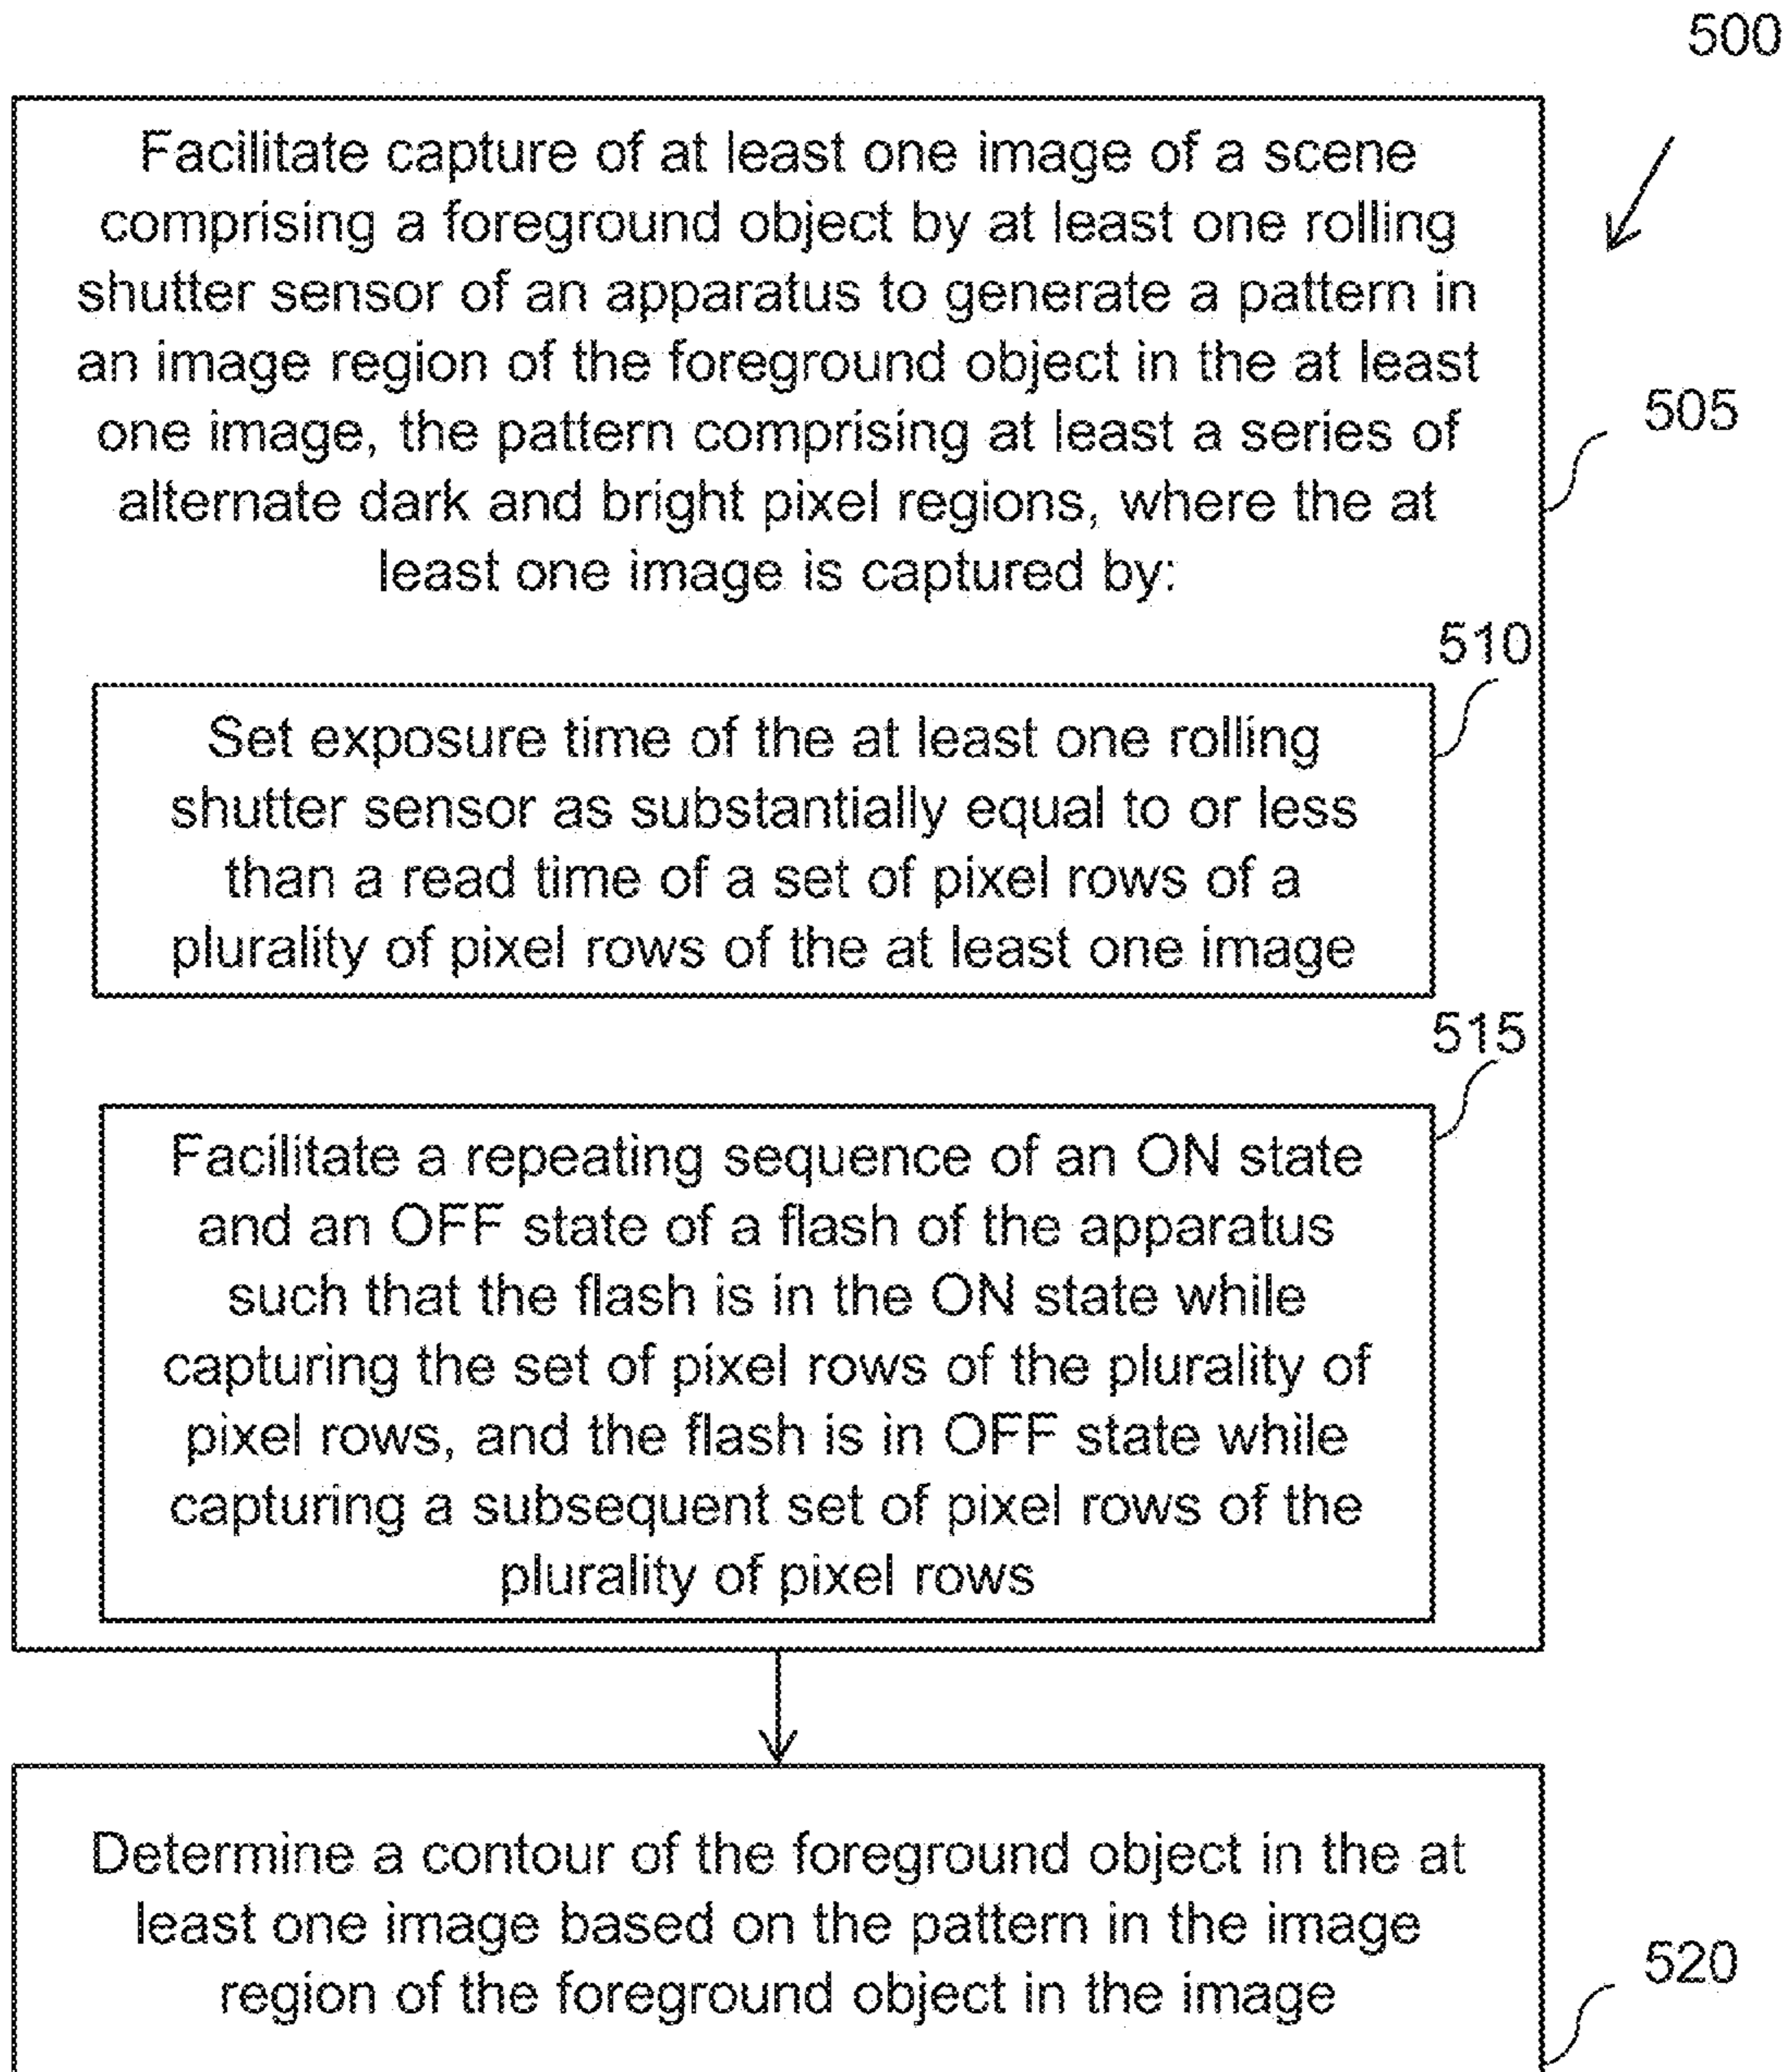 500
Facilitate capture of at least one image of a scene
comprising a foreground object by at least one rolling
shutter sensor of an apparatus to generate a pattern in
an image region of the foreground object in the at least
one image, the pattern comprising at least a series of
alternate dark and bright pixel regions, where the at
least one image is captured by:
505
510
Set exposure time of the at least one rolling
shutter sensor as substantially equal to or less
than a read time of a set of pixel rows of a
plurality of pixel rows of the at least one image
515
Facilitate a repeating sequence of an ON state
and an OFF state of a flash of the apparatus
such that the flash is in the ON state while
capturing the set of pixel rows of the plurality of
pixel rows, and the flash is in OFF state while
capturing a subsequent set of pixel rows of the
plurality of pixel rows
Determine a contour of the foreground object in the at
least one image based on the pattern in the image
region of the foreground object in the image
520